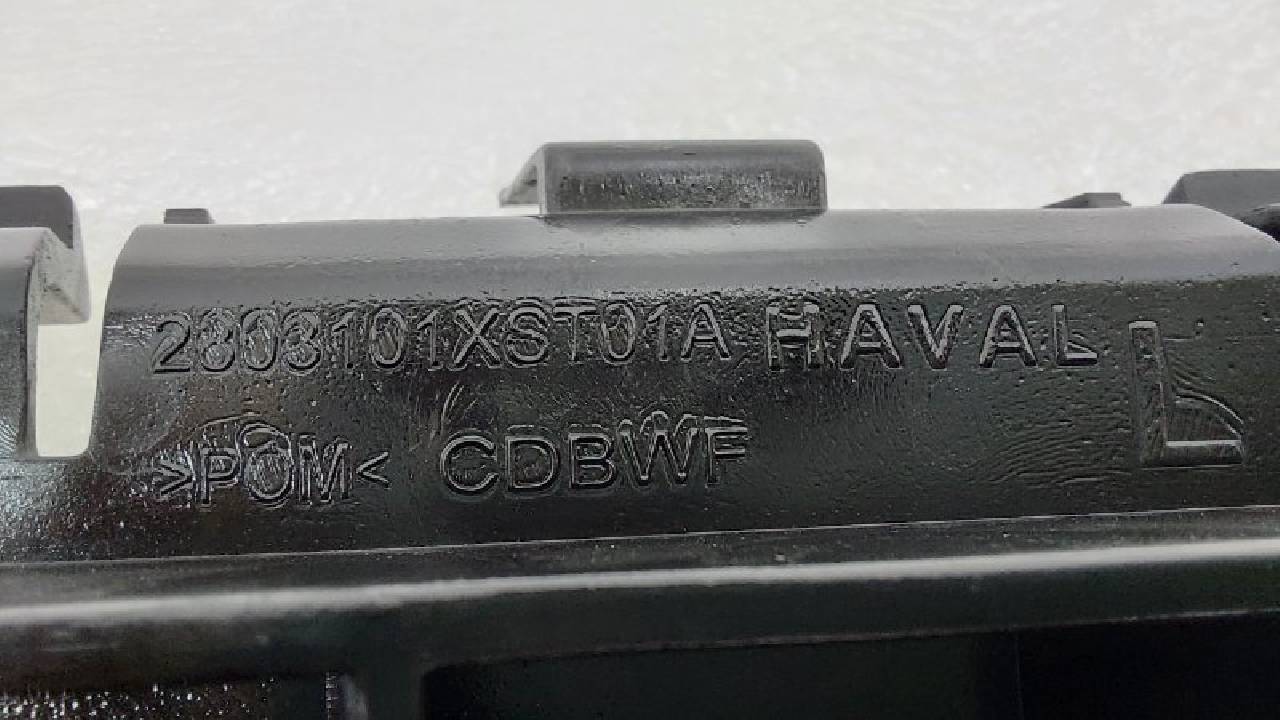 2803101XST01A HAVAL L
>POM< CDBWF